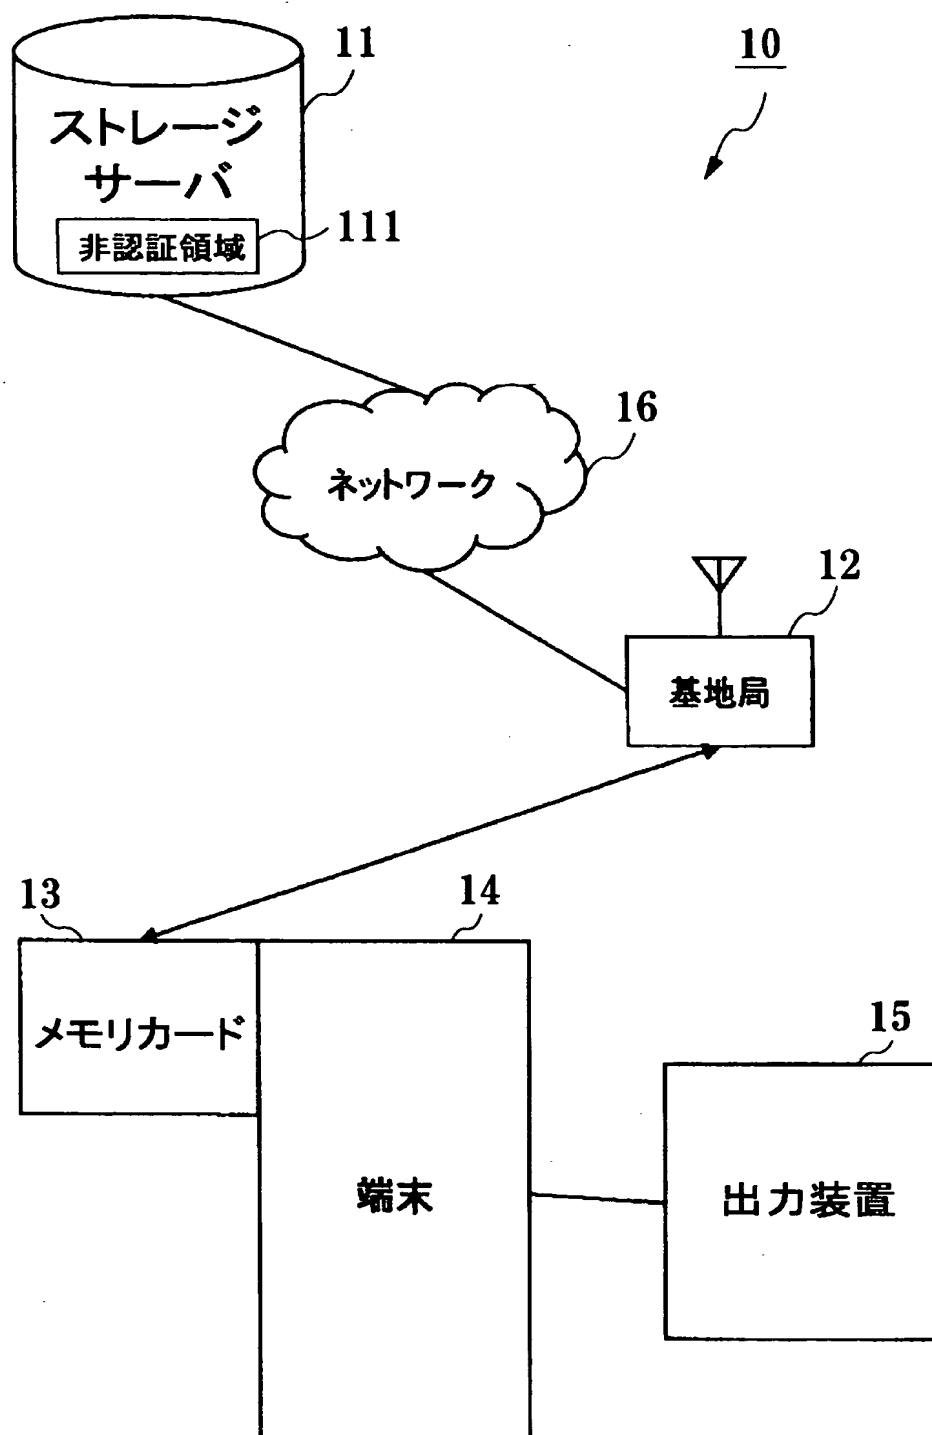 11
10
ストレージ
サーバ
非認証領域
111
16
ネットワーク
12
基地局
13
14
メモリカード
15
端末
出力装置